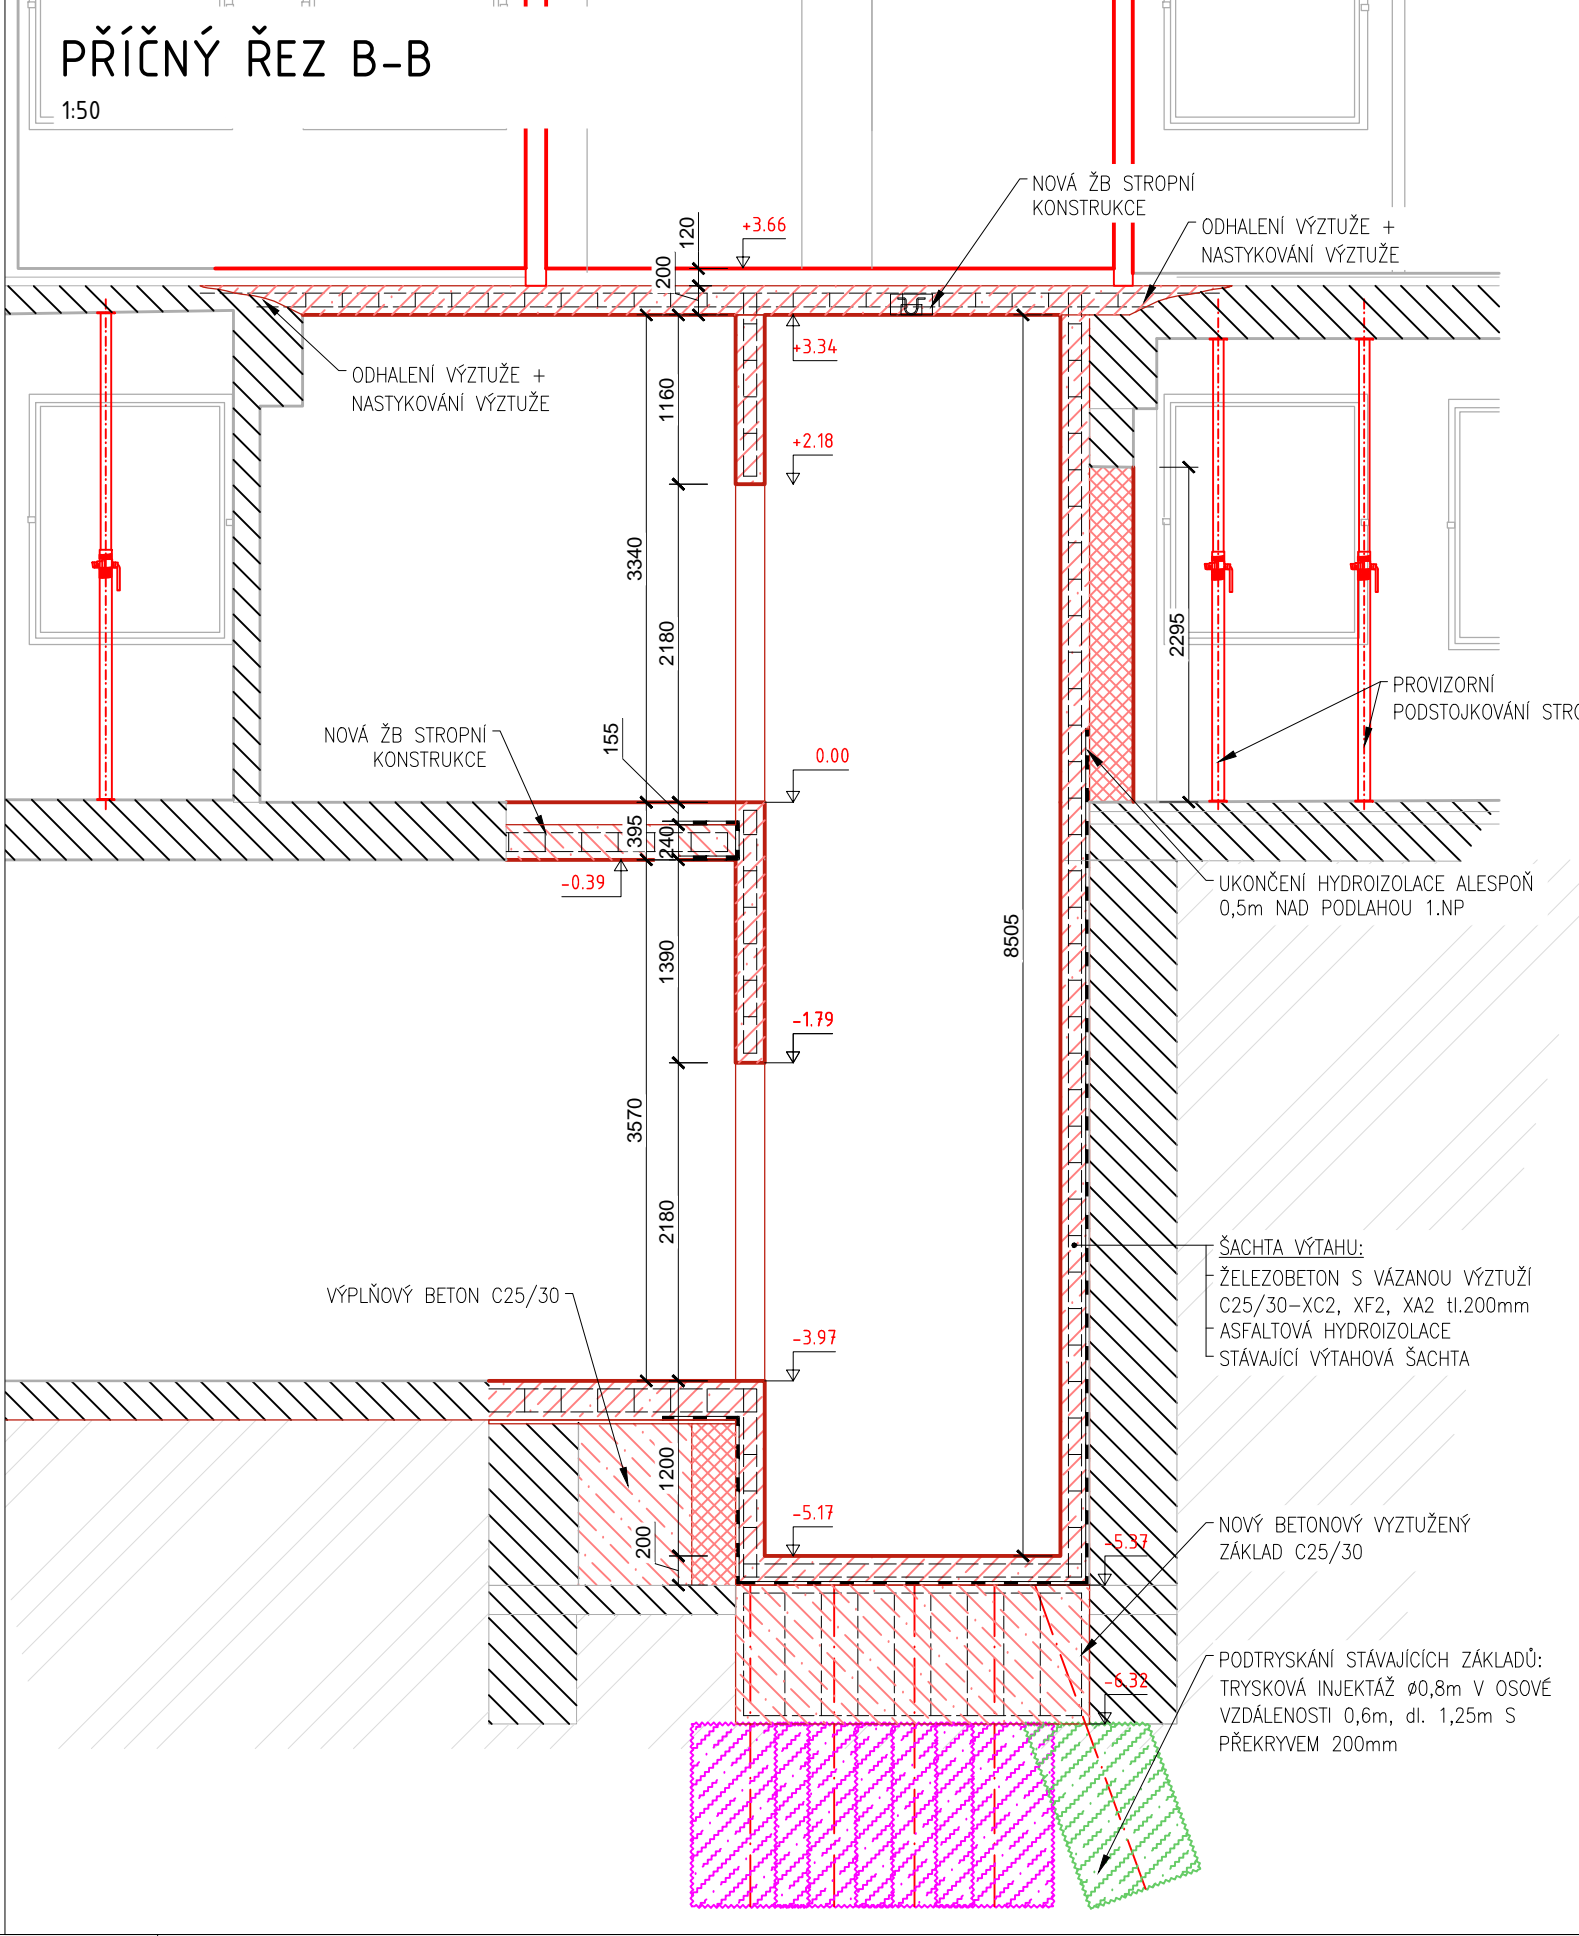 PŘÍČNÝ ŘEZ B-B
1:50
NOVÁ ŽB STROPNÍ
KONSTRUKCE
ODHALENÍ VÝZTUŽE +
NASTYKOVÁNÍ VÝZTUŽE
120
+3.66
200
+3.34
ODHALENÍ VÝZTUŽE +
NASTYKOVÁNÍ VÝZTUŽE
1160
+2.18
3340
2180
2295
PROVIZORNÍ
PODSTOJKOVÁNÍ STRO
NOVÁ ŽB STROPNÍ
KONSTRUKCE
155
0.00
395
240
-0.39
UKONČENÍ HYDROIZOLACE ALESPOŇ
0,5m NAD PODLAHOU 1.NP
8505
1390
-1.79
3570
2180
ŠACHTA VÝTAHU:
ŽELEZOBETON S VÁZANOU VÝZTUŽÍ
C25/30-XC2, XF2, XA2 tl.200mm
ASFALTOVÁ HYDROIZOLACE
STÁVAJÍCÍ VÝTAHOVÁ ŠACHTA
VÝPLŇOVÝ BETON C25/30
-3.97
1200
-5.17
200
-5.37
NOVÝ BETONOVÝ VYZTUŽENÝ
ZÁKLAD C25/30
-6.32
PODTRYSKÁNÍ STÁVAJÍCÍCH ZÁKLADŮ:
TRYSKOVÁ INJEKTÁŽ ø0,8m V OSOVÉ
VZDÁLENOSTI 0,6m, dl. 1,25m S
PŘEKRYVEM 200mm